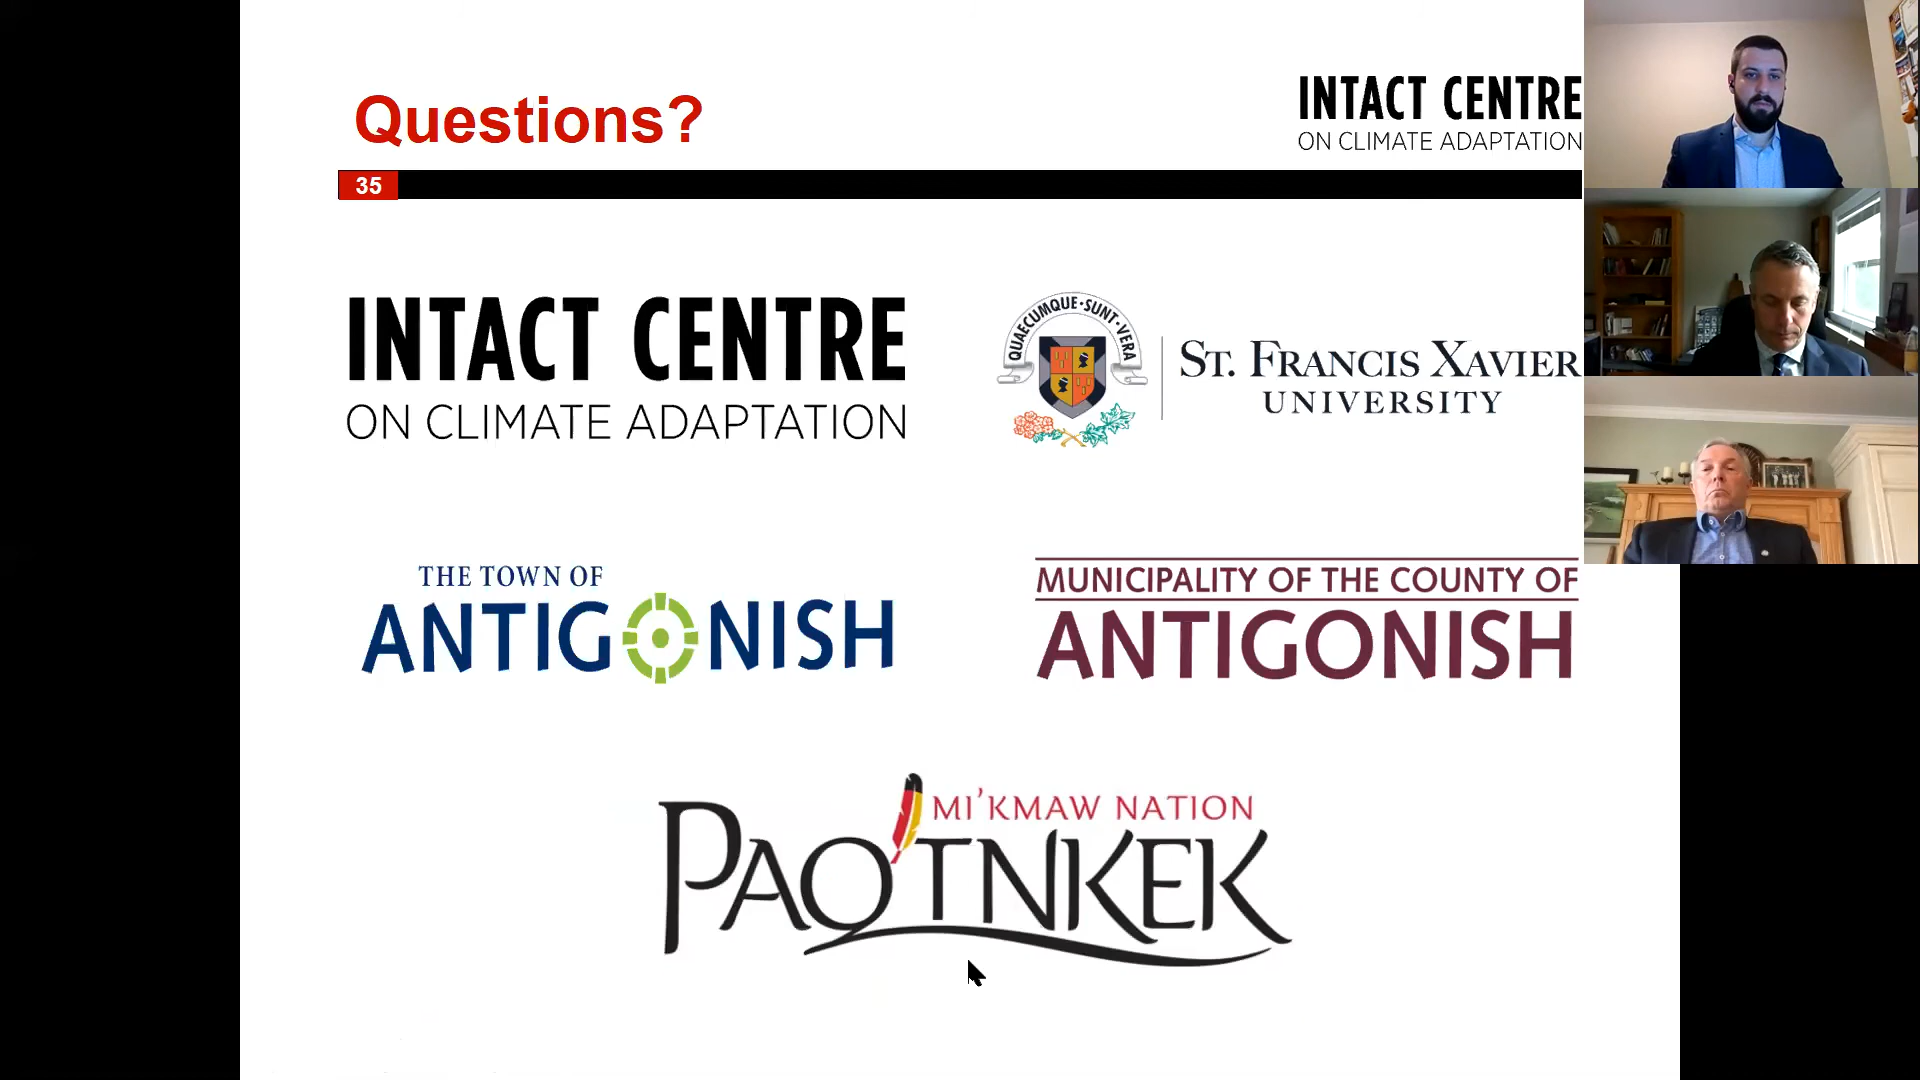 Questions?
INTACT CENTRE
ON CLIMATE ADAPTATION
35
INTACT CENTRE
ON CLIMATE ADAPTATION
QUAECUMQUE·SUNT·VERA
ST. FRANCIS XAVIER
UNIVERSITY
THE TOWN OF
ANTIGONISH
MUNICIPALITY OF THE COUNTY OF
ANTIGONISH
MI'KMAW NATION
PAQ'TNKEK